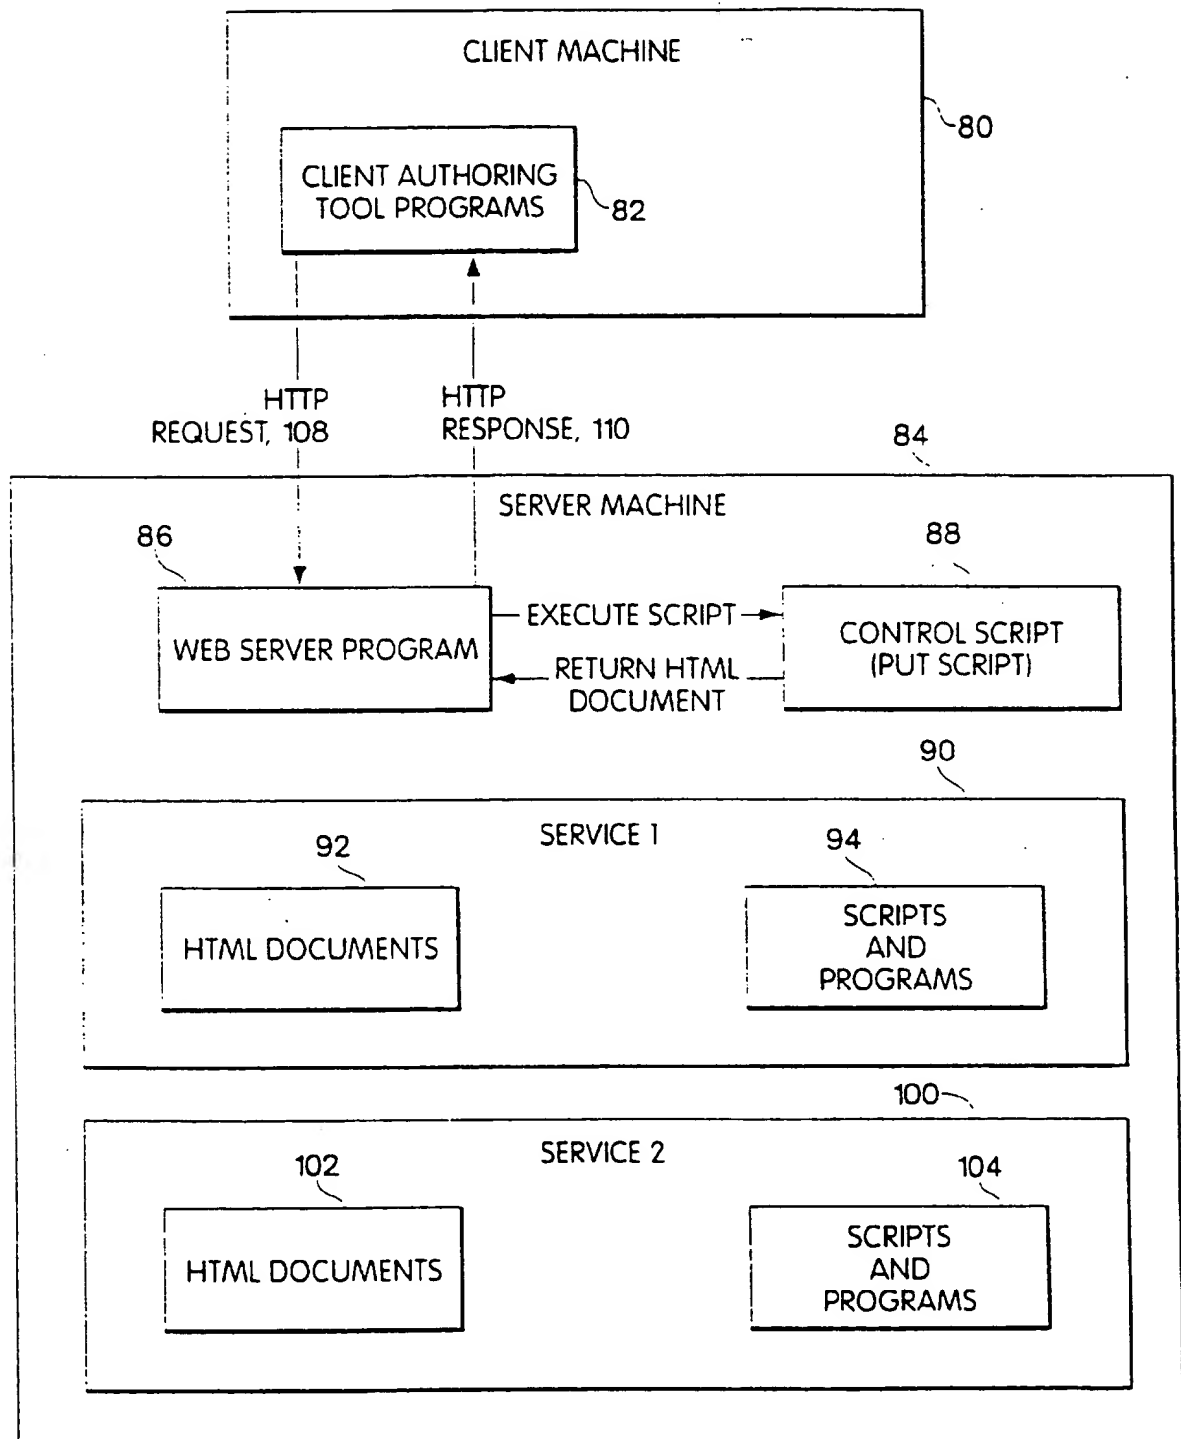 CLIENT MACHINE
80
CLIENT AUTHORING
TOOL PROGRAMS
82
HTTP
REQUEST, 108
HTTP
RESPONSE, 110
84
SERVER MACHINE
86
88
WEB SERVER PROGRAM
EXECUTE SCRIPT
RETURN HTML
DOCUMENT
CONTROL SCRIPT
(PUT SCRIPT)
90
SERVICE 1
92
94
HTML DOCUMENTS
SCRIPTS
AND
PROGRAMS
100
SERVICE 2
102
104
HTML DOCUMENTS
SCRIPTS
AND
PROGRAMS